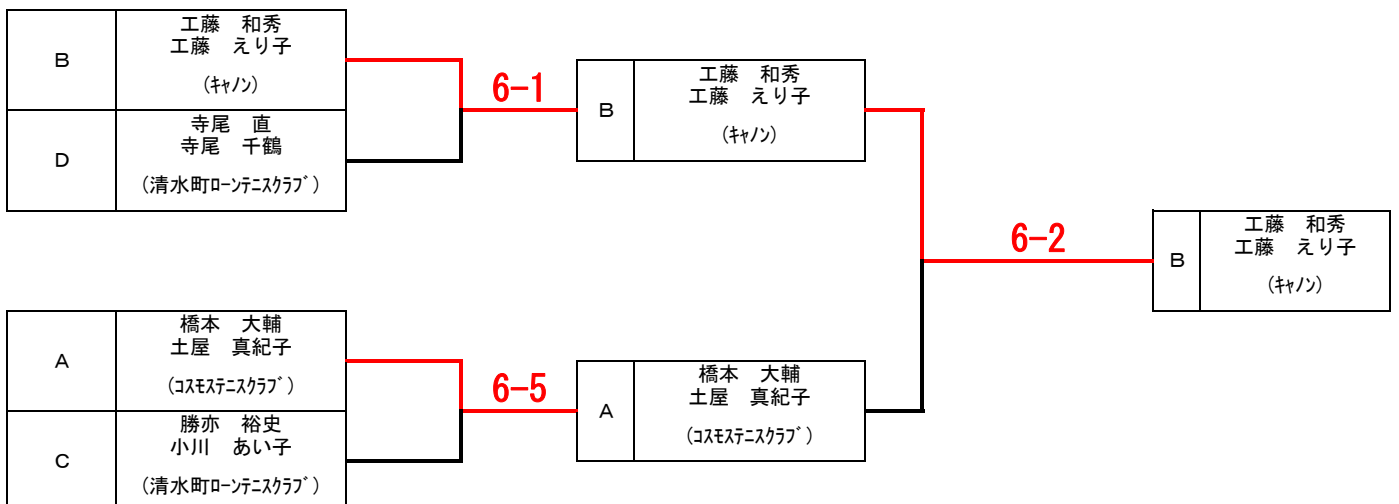 B
工藤　和秀
工藤　えり子
(ｷｬﾉﾝ)
D
寺尾　直
寺尾　千鶴
(清水町ﾛｰﾝﾃﾆｽｸﾗﾌﾞ)
6-1
B
工藤　和秀
工藤　えり子
(ｷｬﾉﾝ)
6-2
B
工藤　和秀
工藤　えり子
(ｷｬﾉﾝ)
A
橋本　大輔
土屋　真紀子
(ｺｽﾓｽﾃﾆｽｸﾗﾌﾞ)
C
勝亦　裕史
小川　あい子
(清水町ﾛｰﾝﾃﾆｽｸﾗﾌﾞ)
6-5
A
橋本　大輔
土屋　真紀子
(ｺｽﾓｽﾃﾆｽｸﾗﾌﾞ)